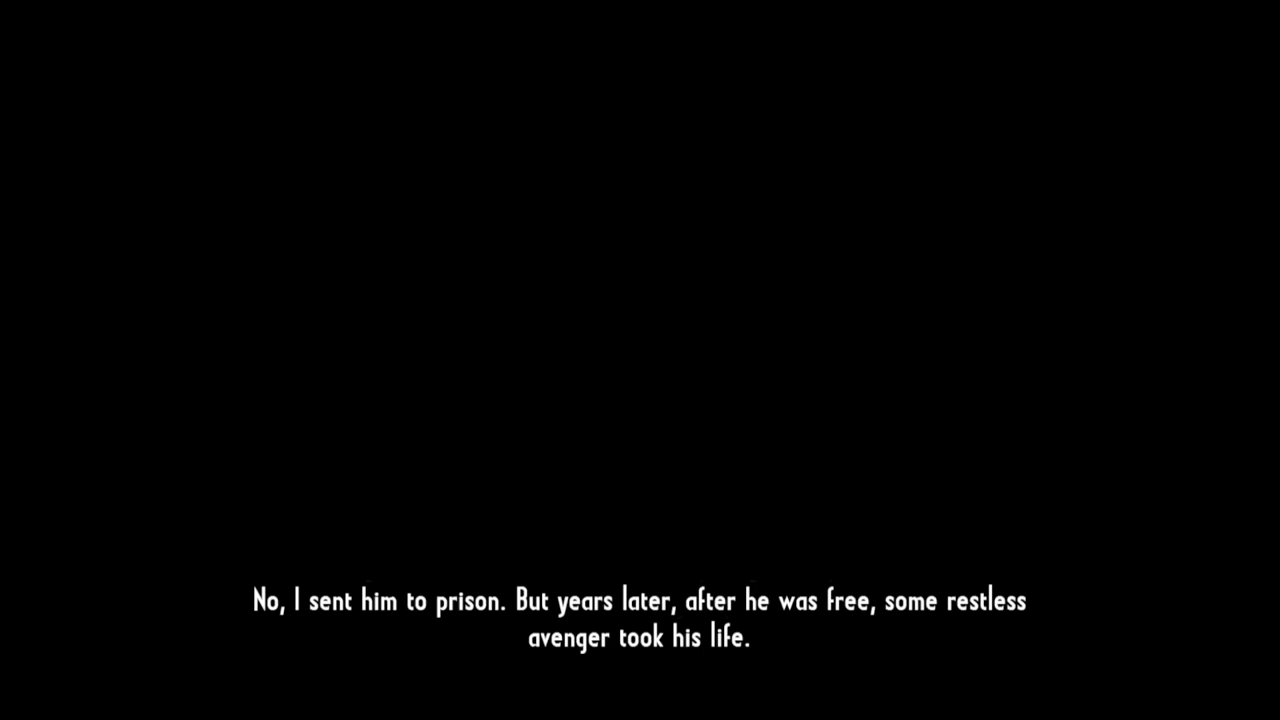 No, I sent him to prison. But years later, after he was free, some restless
avenger took his life.